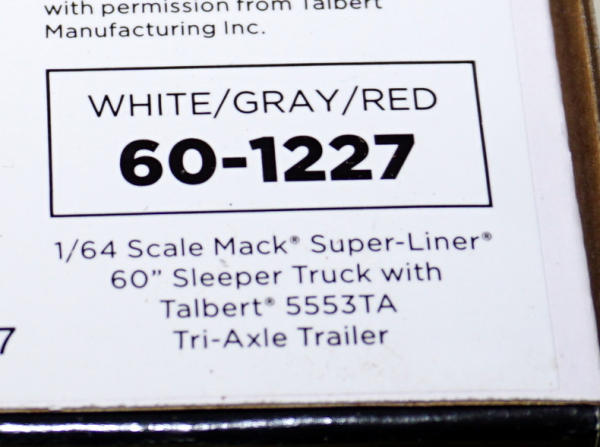 with permission from Talbert
Manufacturing Inc.
WHITE/GRAY/RED
60-1227
1/64 Scale Mack® Super-Liner®
60” Sleeper Truck with
Talbert® 5553TA
7
Tri-Axle Trailer